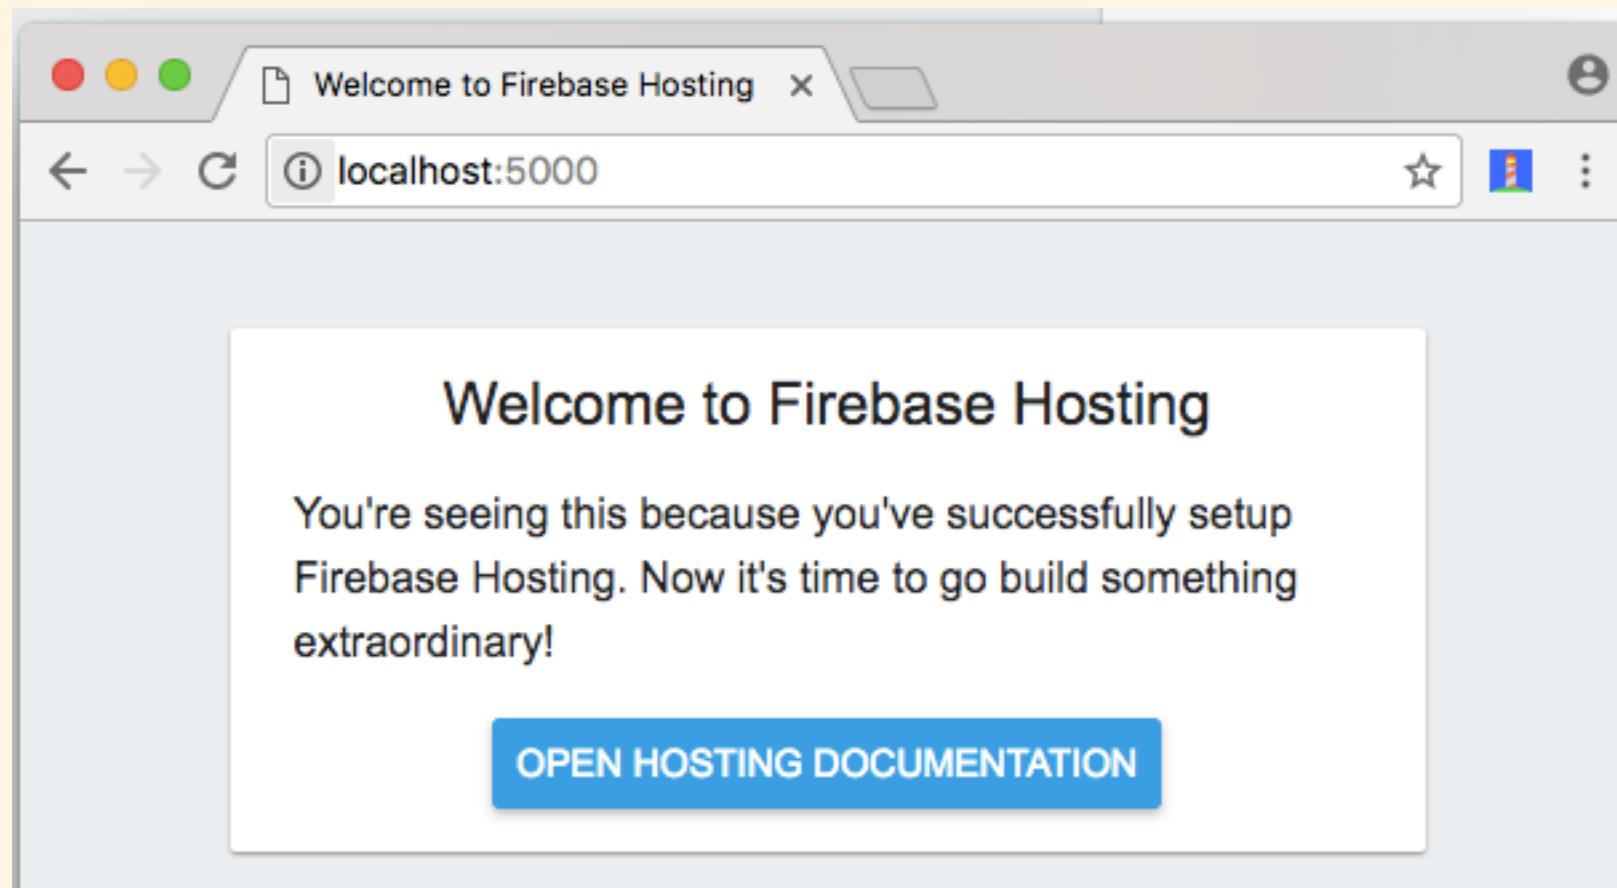 Welcome to Firebase Hosting
localhost:5000
Welcome to Firebase Hosting
You're seeing this because you've successfully setup
Firebase Hosting. Now it's time to go build something
extraordinary!
OPEN HOSTING DOCUMENTATION